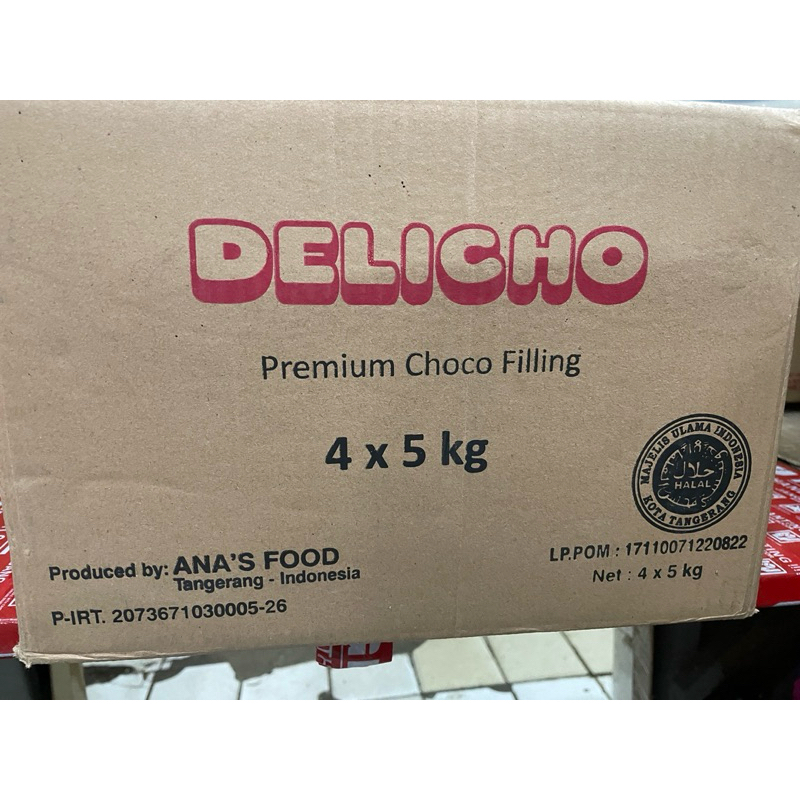 DELICHO
Premium Choco Filling
4 x 5 kg
MAJELIS ULAMA INDONESIA
حلال
HALAL
KOTA TANGERANG
Produced by: ANA'S FOOD
Tangerang - Indonesia
P-IRT. 2073671030005-26
LP.POM : 17110071220822
Net : 4 x 5 kg